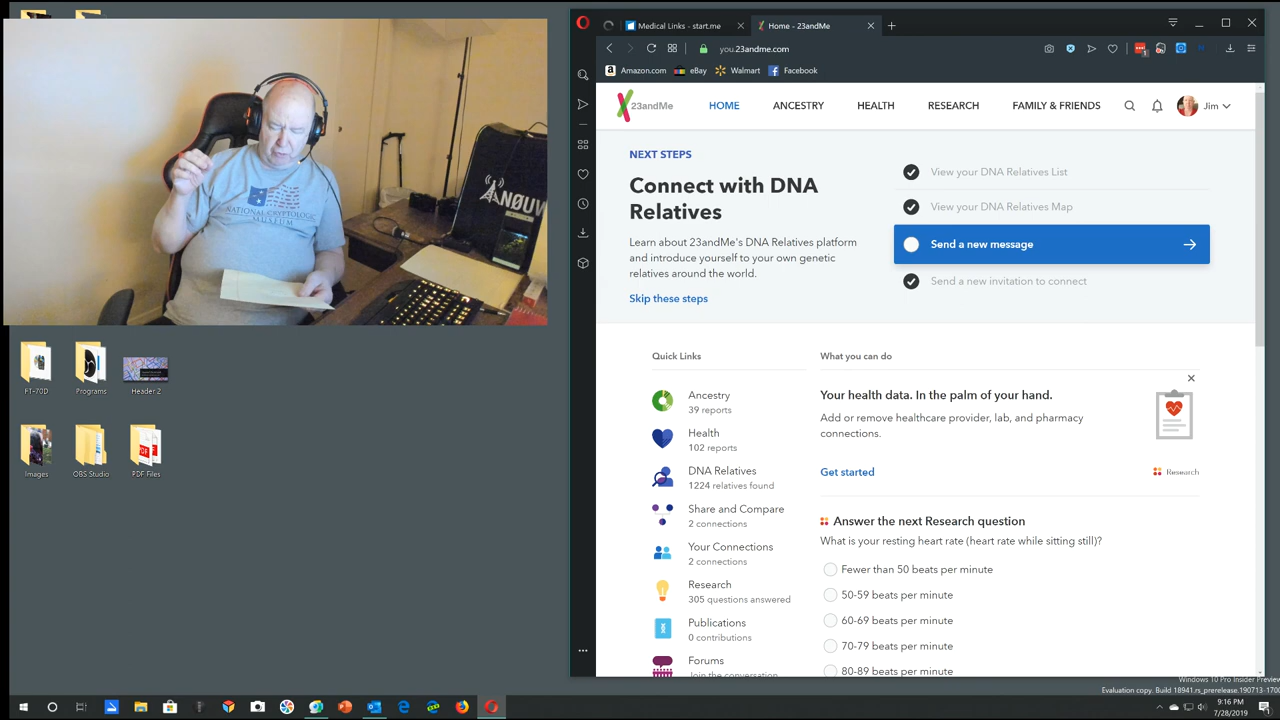 NATIONAL CRYPTOLOGIC
MUSEUM
AN0UW
FT-70D
Programs
Header 2
Images
OBS Studio
PDF Files
Medical Links - start.me
Home - 23andMe
you.23andme.com
Amazon.com
eBay
Walmart
Facebook
23andMe
HOME
ANCESTRY
HEALTH
RESEARCH
FAMILY & FRIENDS
Jim
NEXT STEPS
Connect with DNA
Relatives
Learn about 23andMe's DNA Relatives platform
and introduce yourself to your own genetic
relatives around the world.
Skip these steps
View your DNA Relatives List
View your DNA Relatives Map
Send a new message
Send a new invitation to connect
Quick Links
Ancestry
39 reports
Health
102 reports
DNA Relatives
1224 relatives found
Share and Compare
2 connections
Your Connections
2 connections
Research
305 questions answered
Publications
0 contributions
Forums
Join the conversation
What you can do
Your health data. In the palm of your hand.
Add or remove healthcare provider, lab, and pharmacy
connections.
Get started
Research
Answer the next Research question
What is your resting heart rate (heart rate while sitting still)?
Fewer than 50 beats per minute
50-59 beats per minute
60-69 beats per minute
70-79 beats per minute
80-89 beats per minute
Windows 10 Pro Insider Preview
Evaluation copy. Build 18941.rs_prerelease.190713-1700
9:16 PM
7/28/2019